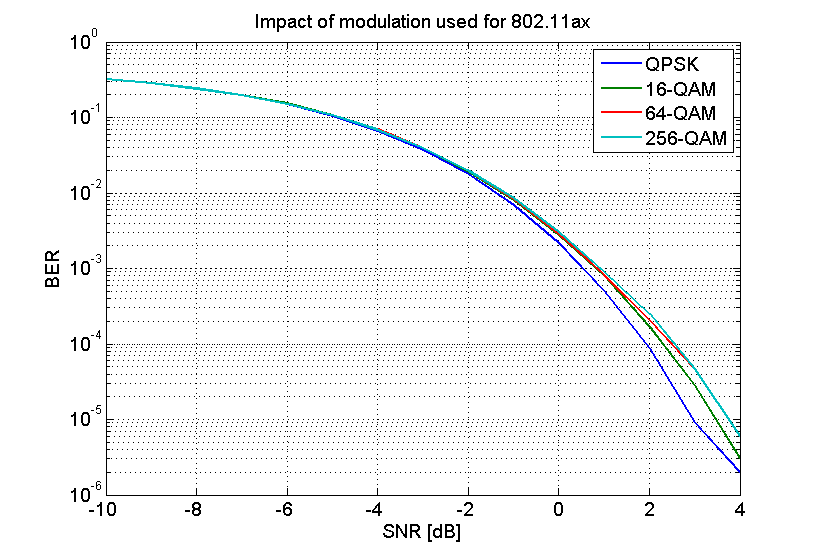 Impact of modulation used for 802.11ax
10^0
10^-1
10^-2
10^-3
10^-4
10^-5
10^-6
BER
QPSK
16-QAM
64-QAM
256-QAM
-10 -8 -6 -4 -2 0 2 4
SNR [dB]